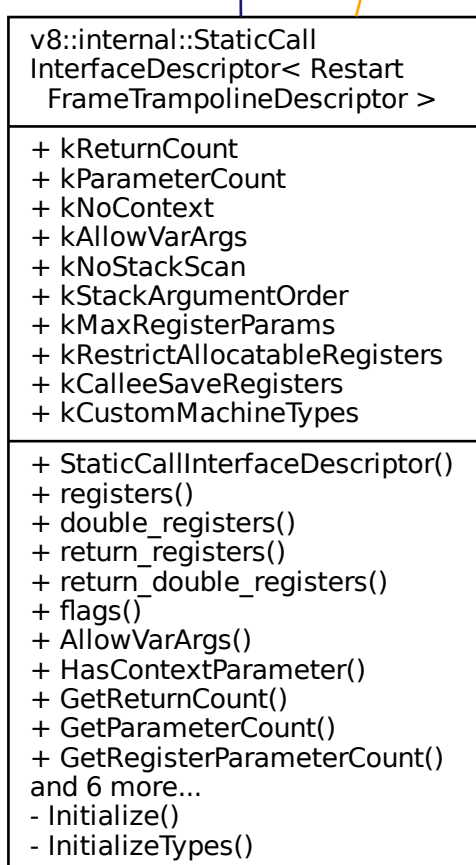 v8::internal::StaticCall
InterfaceDescriptor< Restart
FrameTrampolineDescriptor >
+ kReturnCount
+ kParameterCount
+ kNoContext
+ kAllowVarArgs
+ kNoStackScan
+ kStackArgumentOrder
+ kMaxRegisterParams
+ kRestrictAllocatableRegisters
+ kCalleeSaveRegisters
+ kCustomMachineTypes
+ StaticCallInterfaceDescriptor()
+ registers()
+ double_registers()
+ return_registers()
+ return_double_registers()
+ flags()
+ AllowVarArgs()
+ HasContextParameter()
+ GetReturnCount()
+ GetParameterCount()
+ GetRegisterParameterCount()
and 6 more...
- Initialize()
- InitializeTypes()